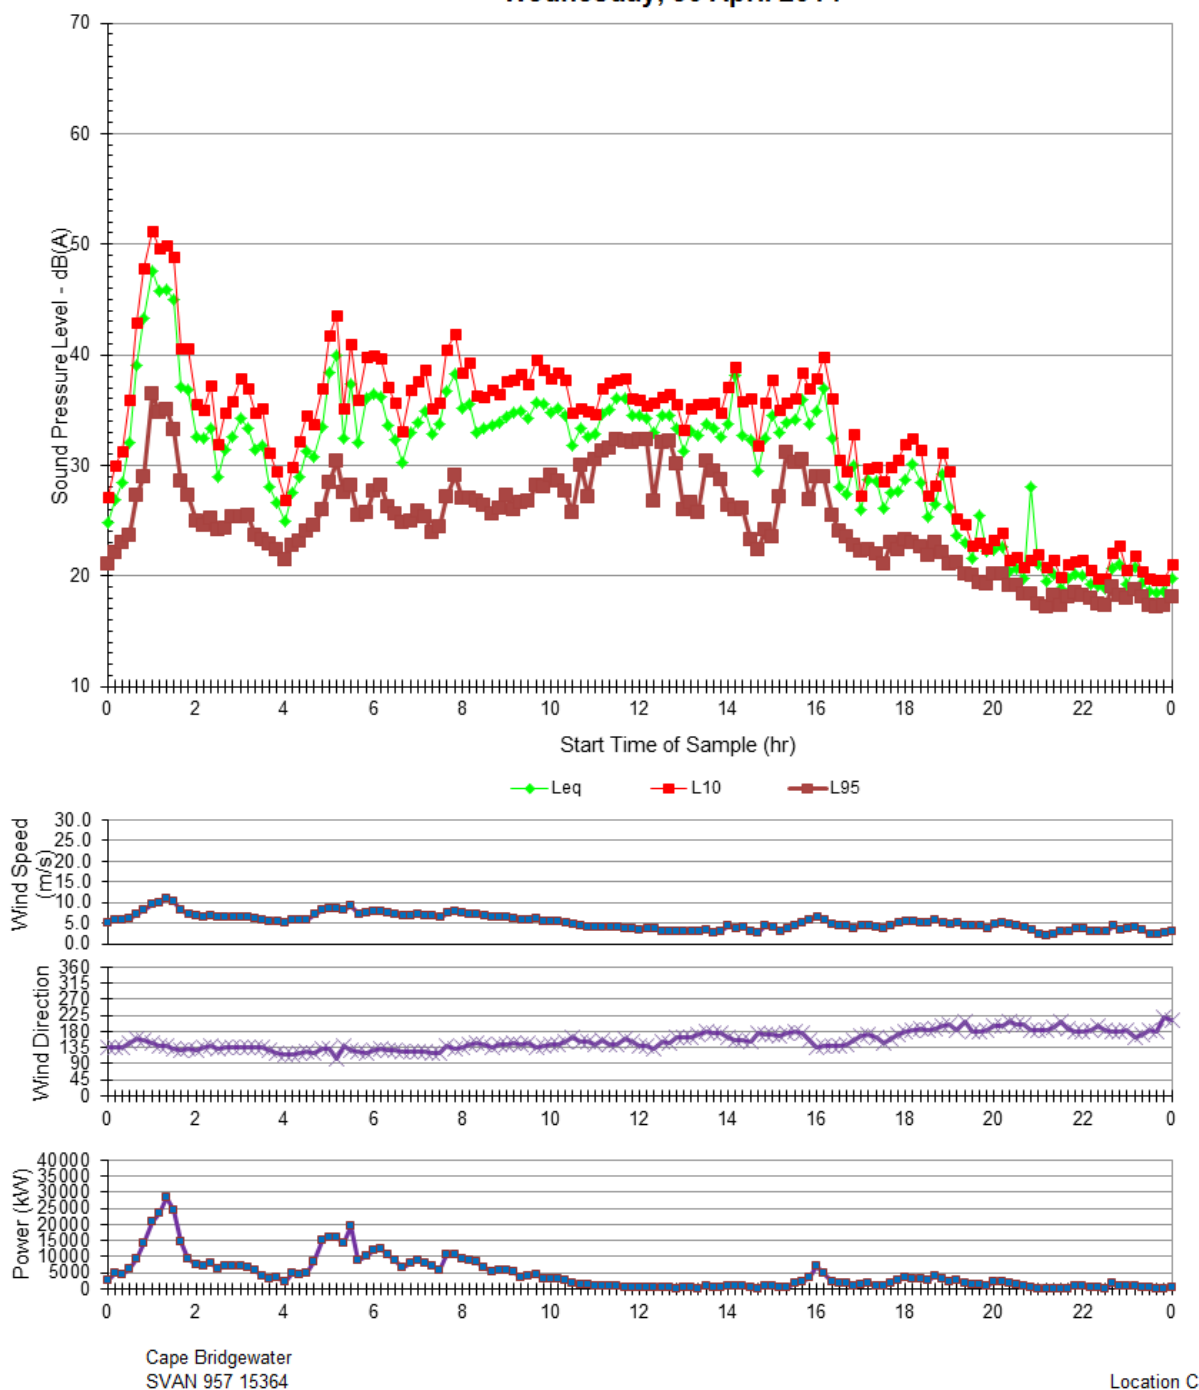 70
60
50
40
30
20
10
Sound Pressure Level - dB(A)
0 2 4 6 8 10 12 14 16 18 20 22 0
Start Time of Sample (hr)
Leq L10 L95
Wind Speed
(m/s)
30.0
25.0
20.0
15.0
10.0
5.0
0.0
Wind Direction
360
315
270
225
180
135
90
45
0
0 2 4 6 8 10 12 14 16 18 20 22 0
Power (kW)
40000
35000
30000
25000
20000
15000
10000
5000
0
0 2 4 6 8 10 12 14 16 18 20 22 0
Cape Bridgewater
SVAN 957 15364
Location C